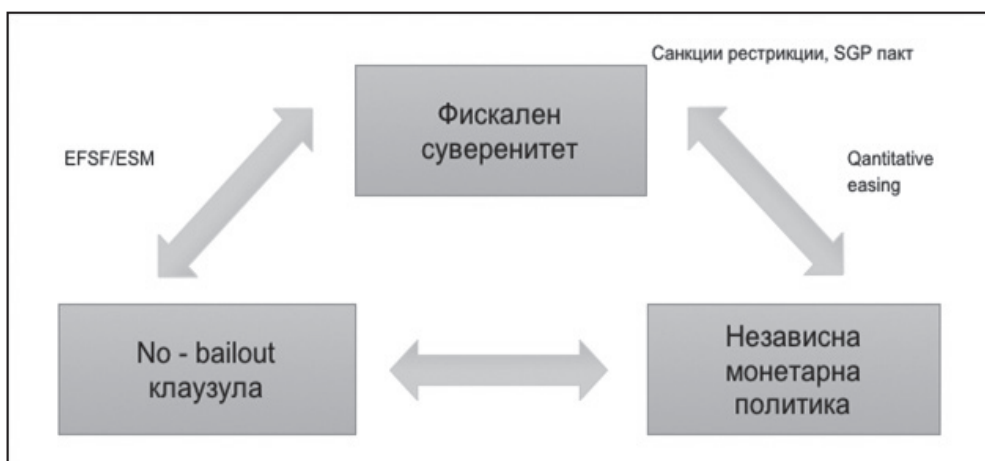 Санкции рестрикции, SGP пакт
Фискален
суверенитет
EFSF/ESM
Qantitative
easing
No - bailout
клаузула
Независна
монетарна
политика